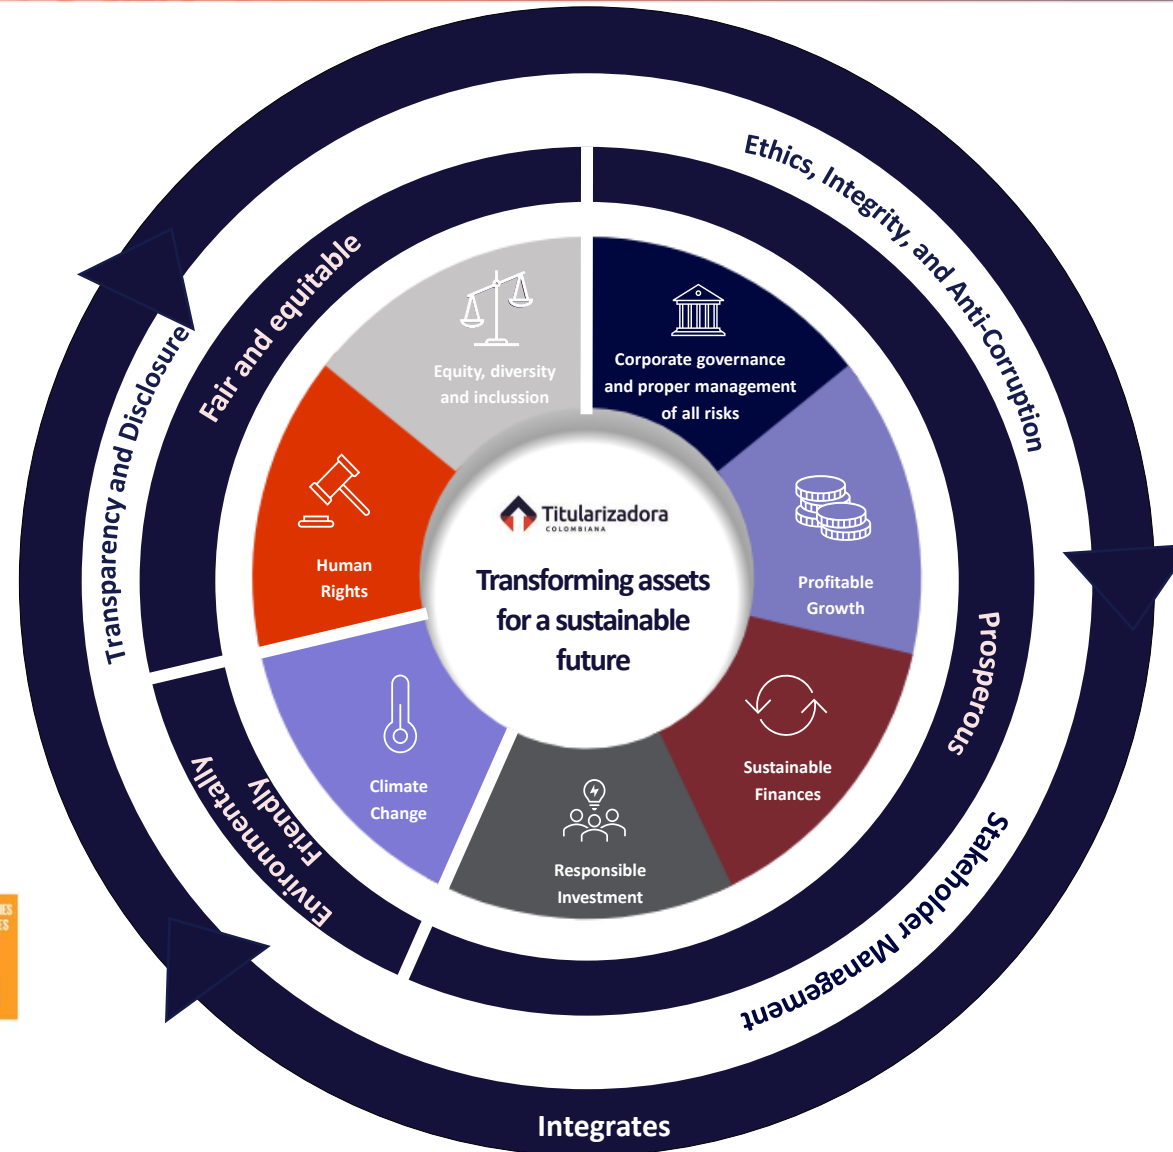 Ethics, Integrity, and Anti-Corruption
Transparency and Disclosure
Stakeholder Management
Integrates
Fair and equitable
Prosperous
Environmentally
Friendly
Equity, diversity
and inclussion
Corporate governance
and proper management
of all risks
Human
Rights
Profitable
Growth
Climate
Change
Sustainable
Finances
Responsible
Investment
Titularizadora
COLOMBIANA
Transforming assets
for a sustainable
future